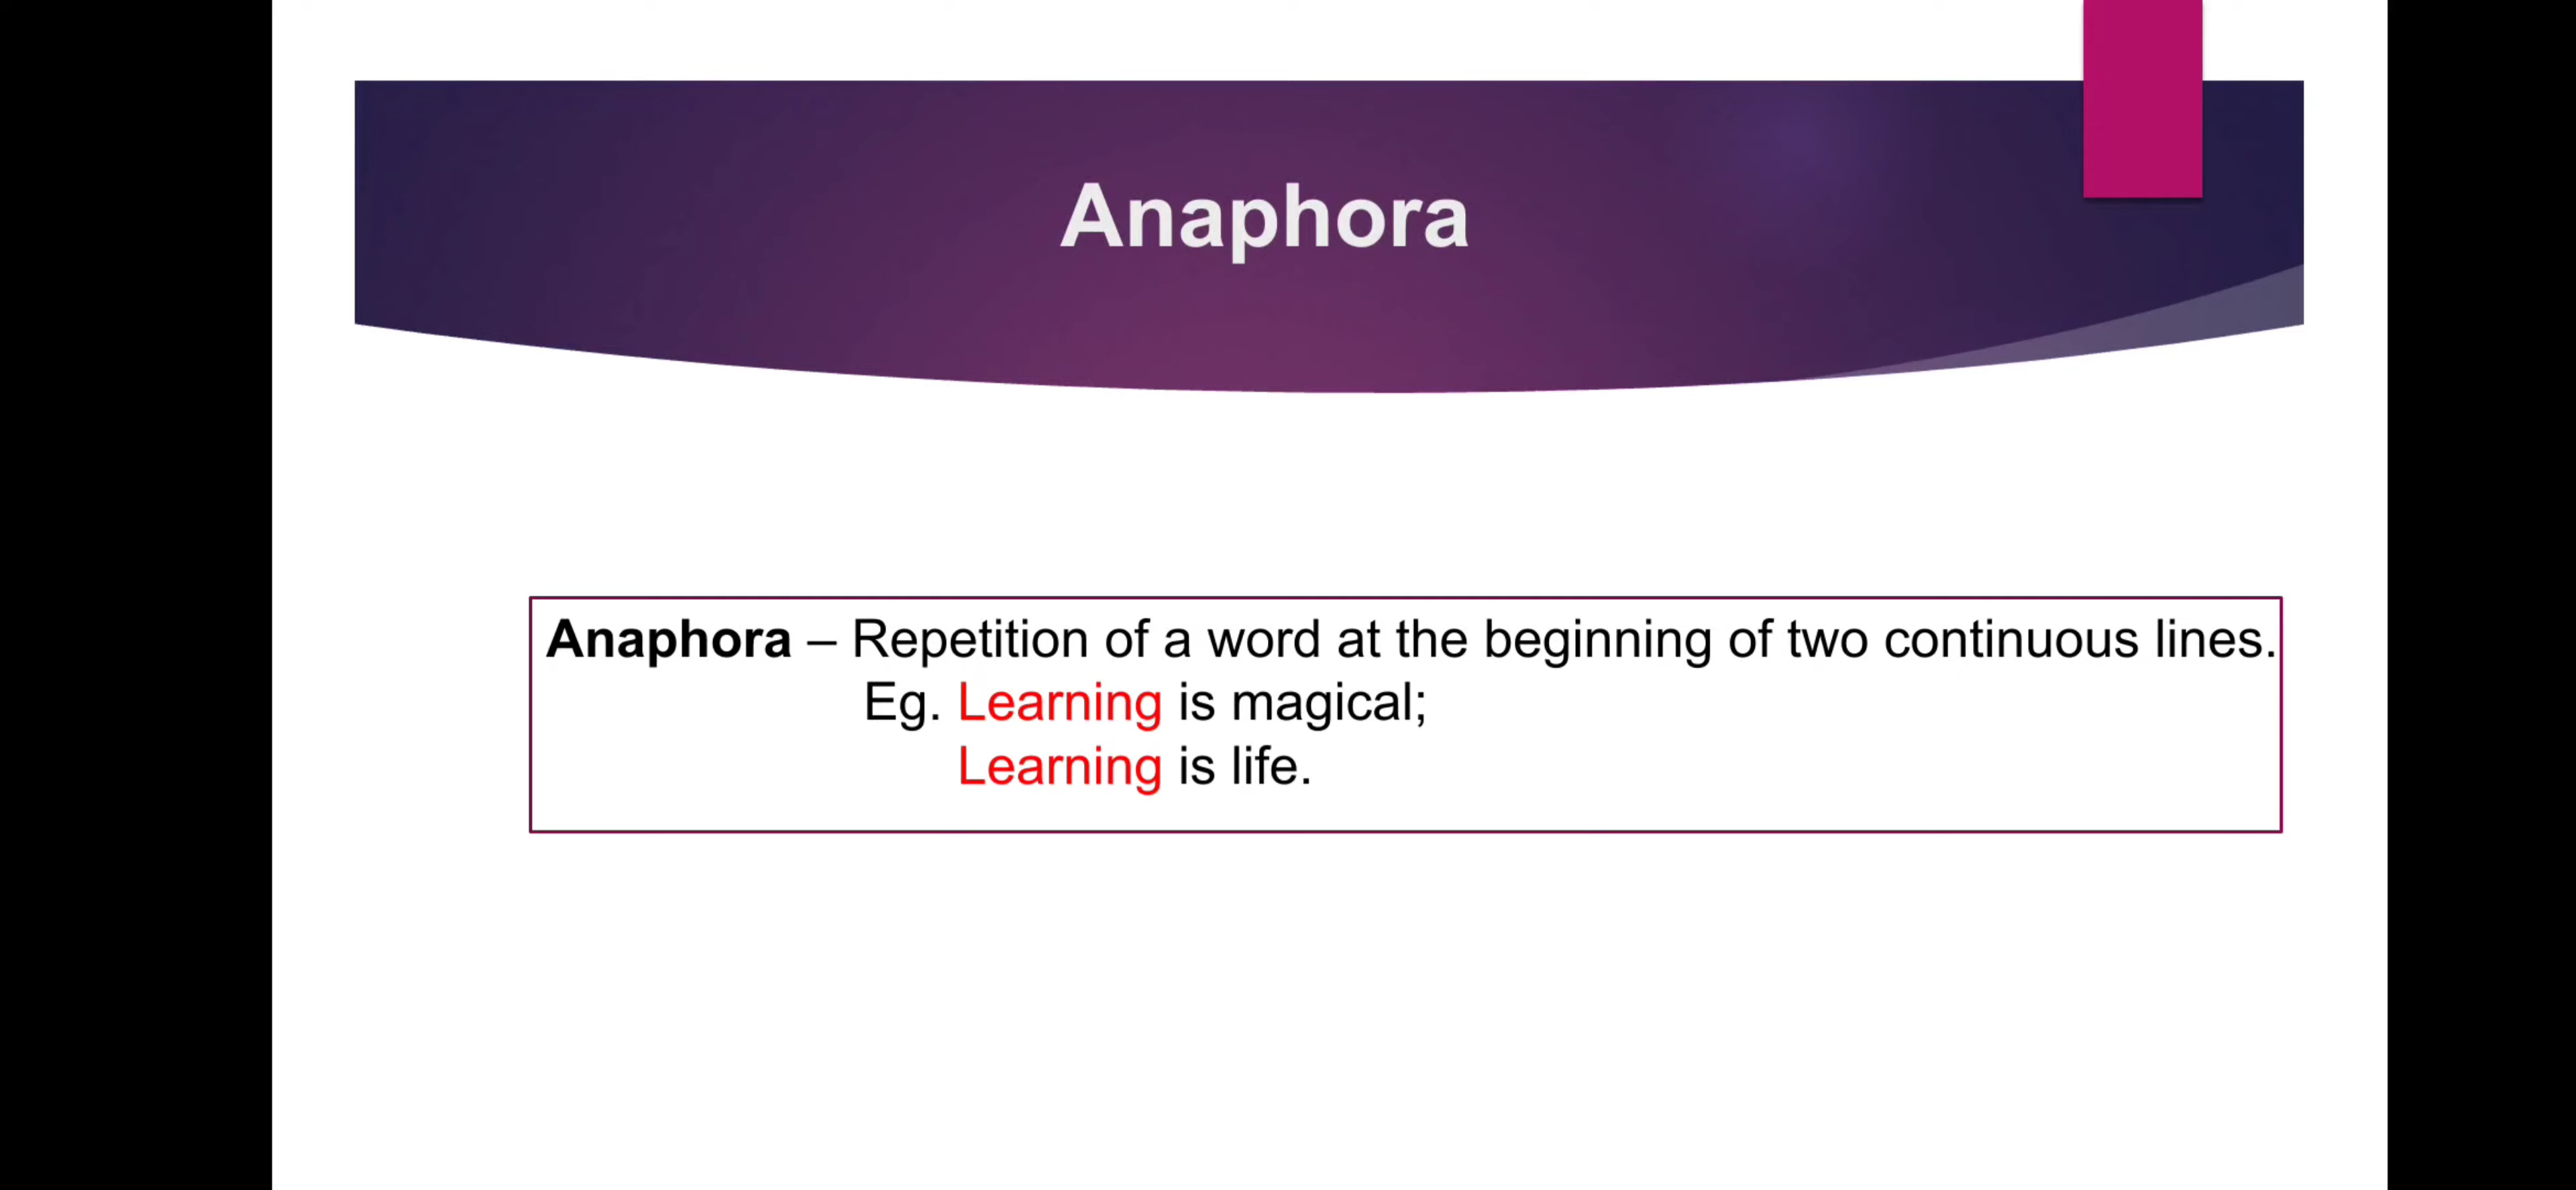 Anaphora
Anaphora – Repetition of a word at the beginning of two continuous lines.
Eg. Learning is magical;
Learning is life.